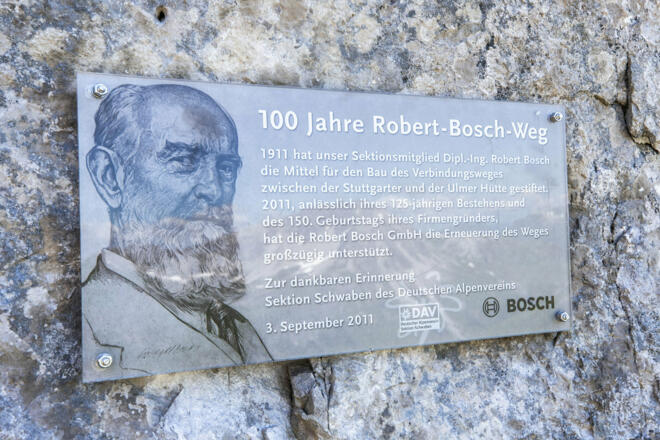 100 Jahre Robert-Bosch-Weg
1911 hat unser Sektionsmitglied Dipl.-Ing. Robert Bosch
die Mittel für den Bau des Verbindungsweges
zwischen der Stuttgarter und der Ulmer Hütte gestiftet.
2011, anlässlich ihres 125-jährigen Bestehens und
des 150. Geburtstags ihres Firmengründers,
hat die Robert Bosch GmbH die Erneuerung des Weges
großzügig unterstützt.
Zur dankbaren Erinnerung
Sektion Schwaben des Deutschen Alpenvereins
3. September 2011
DAV
BOSCH